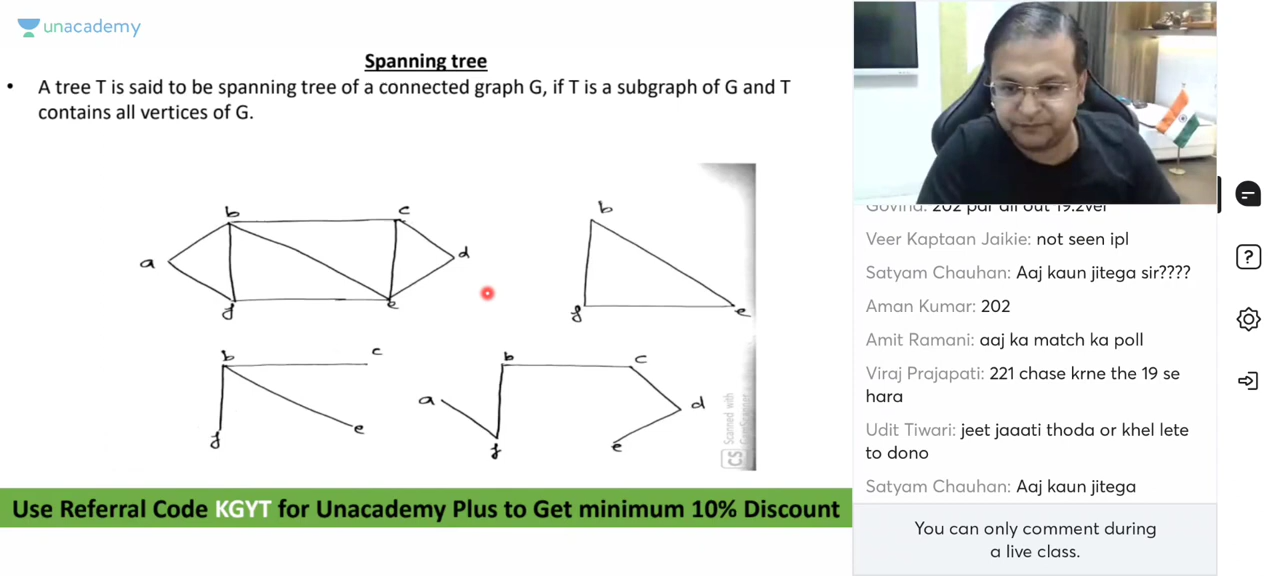 unacademy
Spanning tree
• A tree T is said to be spanning tree of a connected graph G, if T is a subgraph of G and T
contains all vertices of G.
b
c
a
d
f
e
b
f
e
b
c
f
e
b
c
a
d
f
e
CS Scanned with
CamScanner
Use Referral Code KGYT for Unacademy Plus to Get minimum 10% Discount
Govind: 202 par all out 19.2ver
Veer Kaptaan Jaikie: not seen ipl
Satyam Chauhan: Aaj kaun jitega sir????
Aman Kumar: 202
Amit Ramani: aaj ka match ka poll
Viraj Prajapati: 221 chase krne the 19 se
hara
Udit Tiwari: jeet jaaati thoda or khel lete
to dono
Satyam Chauhan: Aaj kaun jitega
You can only comment during
a live class.